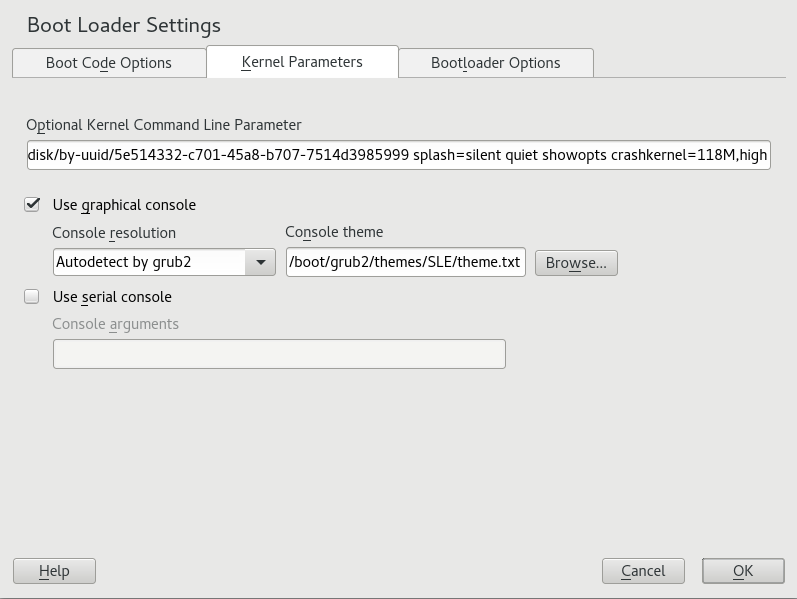 Boot Loader Settings
Boot Code Options Kernel Parameters Bootloader Options
Optional Kernel Command Line Parameter
disk/by-uuid/5e514332-c701-45a8-b707-7514d3985999 splash=silent quiet showopts crashkernel=118M,high
Use graphical console
Console resolution Console theme
Autodetect by grub2 /boot/grub2/themes/SLE/theme.txt Browse...
Use serial console
Console arguments
Help Cancel OK